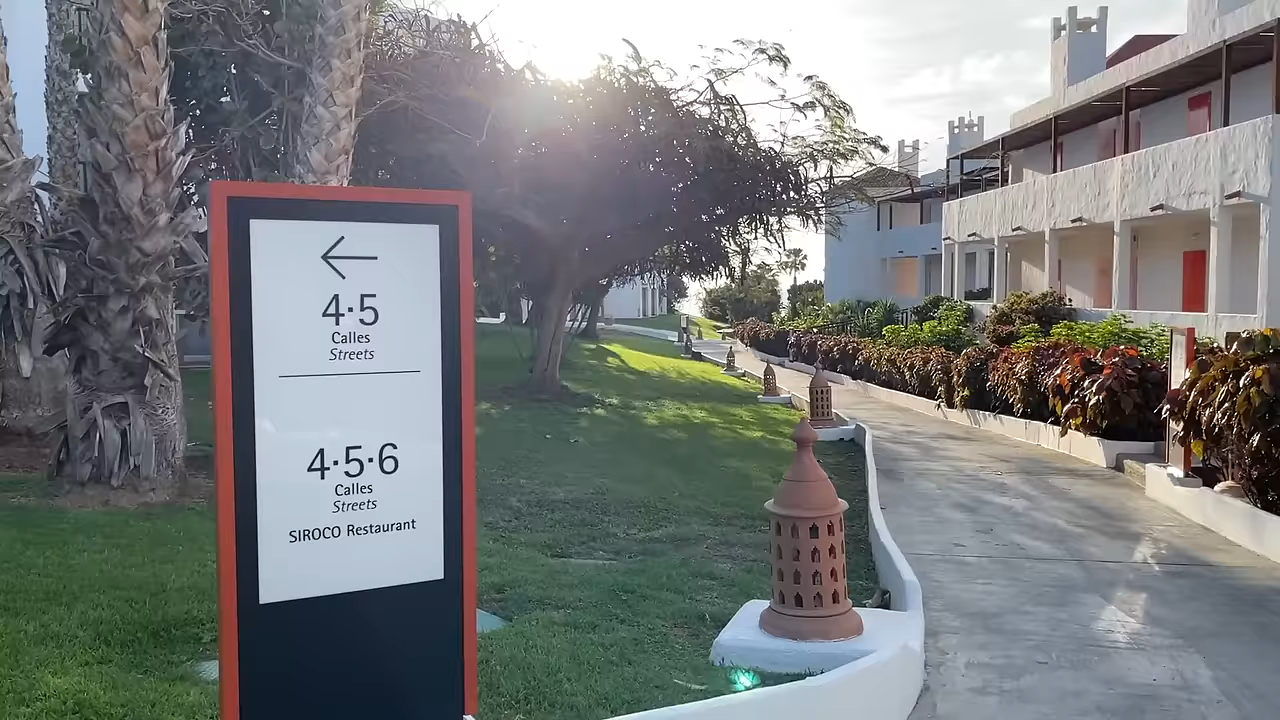 ←
4·5
Calles
Streets
4·5·6
Calles
Streets
SIROCO Restaurant